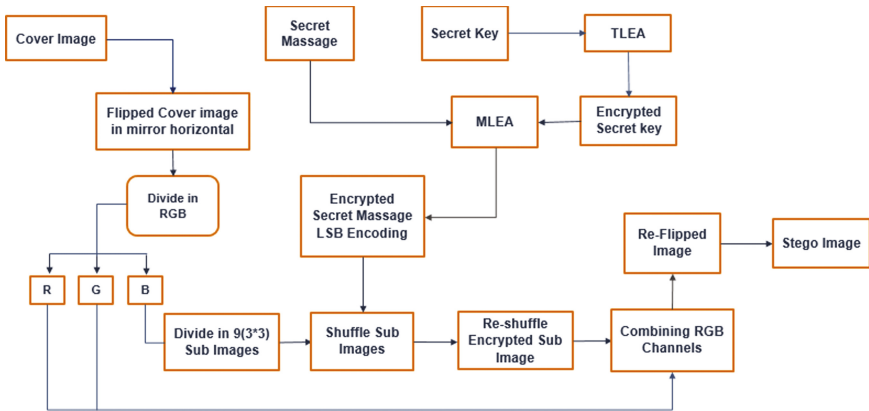 Cover Image
Secret
Massage
Secret Key
TLEA
Flipped Cover image
in mirror horizontal
MLEA
Encrypted
Secret key
Divide in
RGB
Encrypted
Secret Massage
LSB Encoding
Re-Flipped
Image
Stego Image
R
G
B
Divide in 9(3*3)
Sub Images
Shuffle Sub
Images
Re-shuffle
Encrypted Sub
Image
Combining RGB
Channels